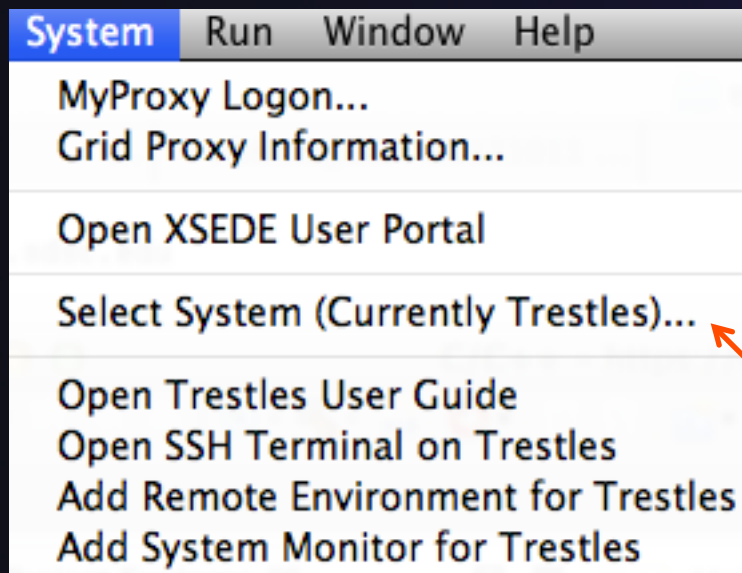 System Run Window Help
MyProxy Logon...
Grid Proxy Information...
Open XSEDE User Portal
Select System (Currently Trestles)...
Open Trestles User Guide
Open SSH Terminal on Trestles
Add Remote Environment for Trestles
Add System Monitor for Trestles